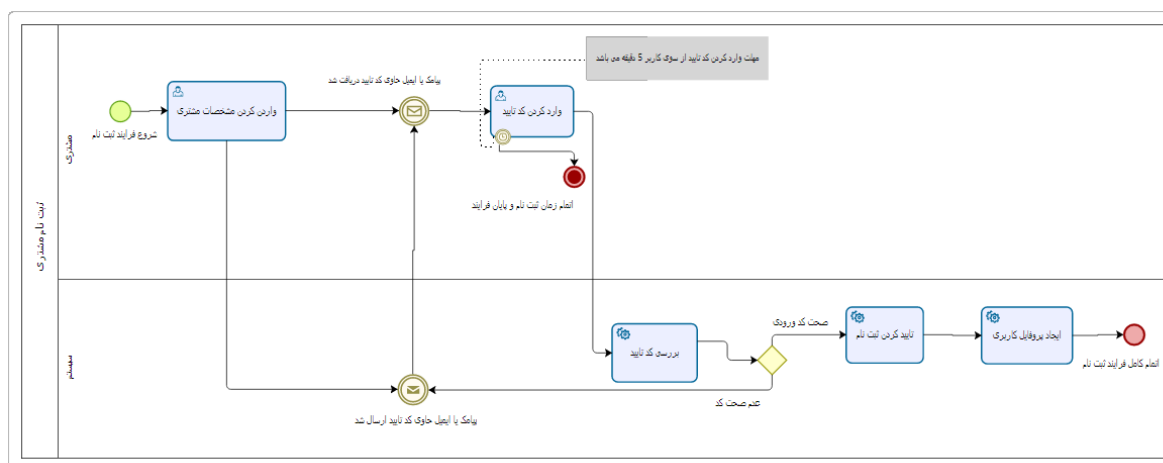 ثبت نام مشتری
مشتری
شروع فرایند ثبت نام
واردن کردن مشخصات مشتری
پیامک یا ایمیل حاوی کد تایید دریافت شد
وارد کردن کد تایید
مهلت وارد کردن کد تایید از سوی کاربر 5 دقیقه می باشد
اتمام زمان ثبت نام و پایان فرایند
سیستم
پیامک یا ایمیل حاوی کد تایید ارسال شد
بررسی کد تایید
صحت کد ورودی
عدم صحت کد
تایید کردن ثبت نام
ایجاد پروفایل کاربری
اتمام کامل فرایند ثبت نام